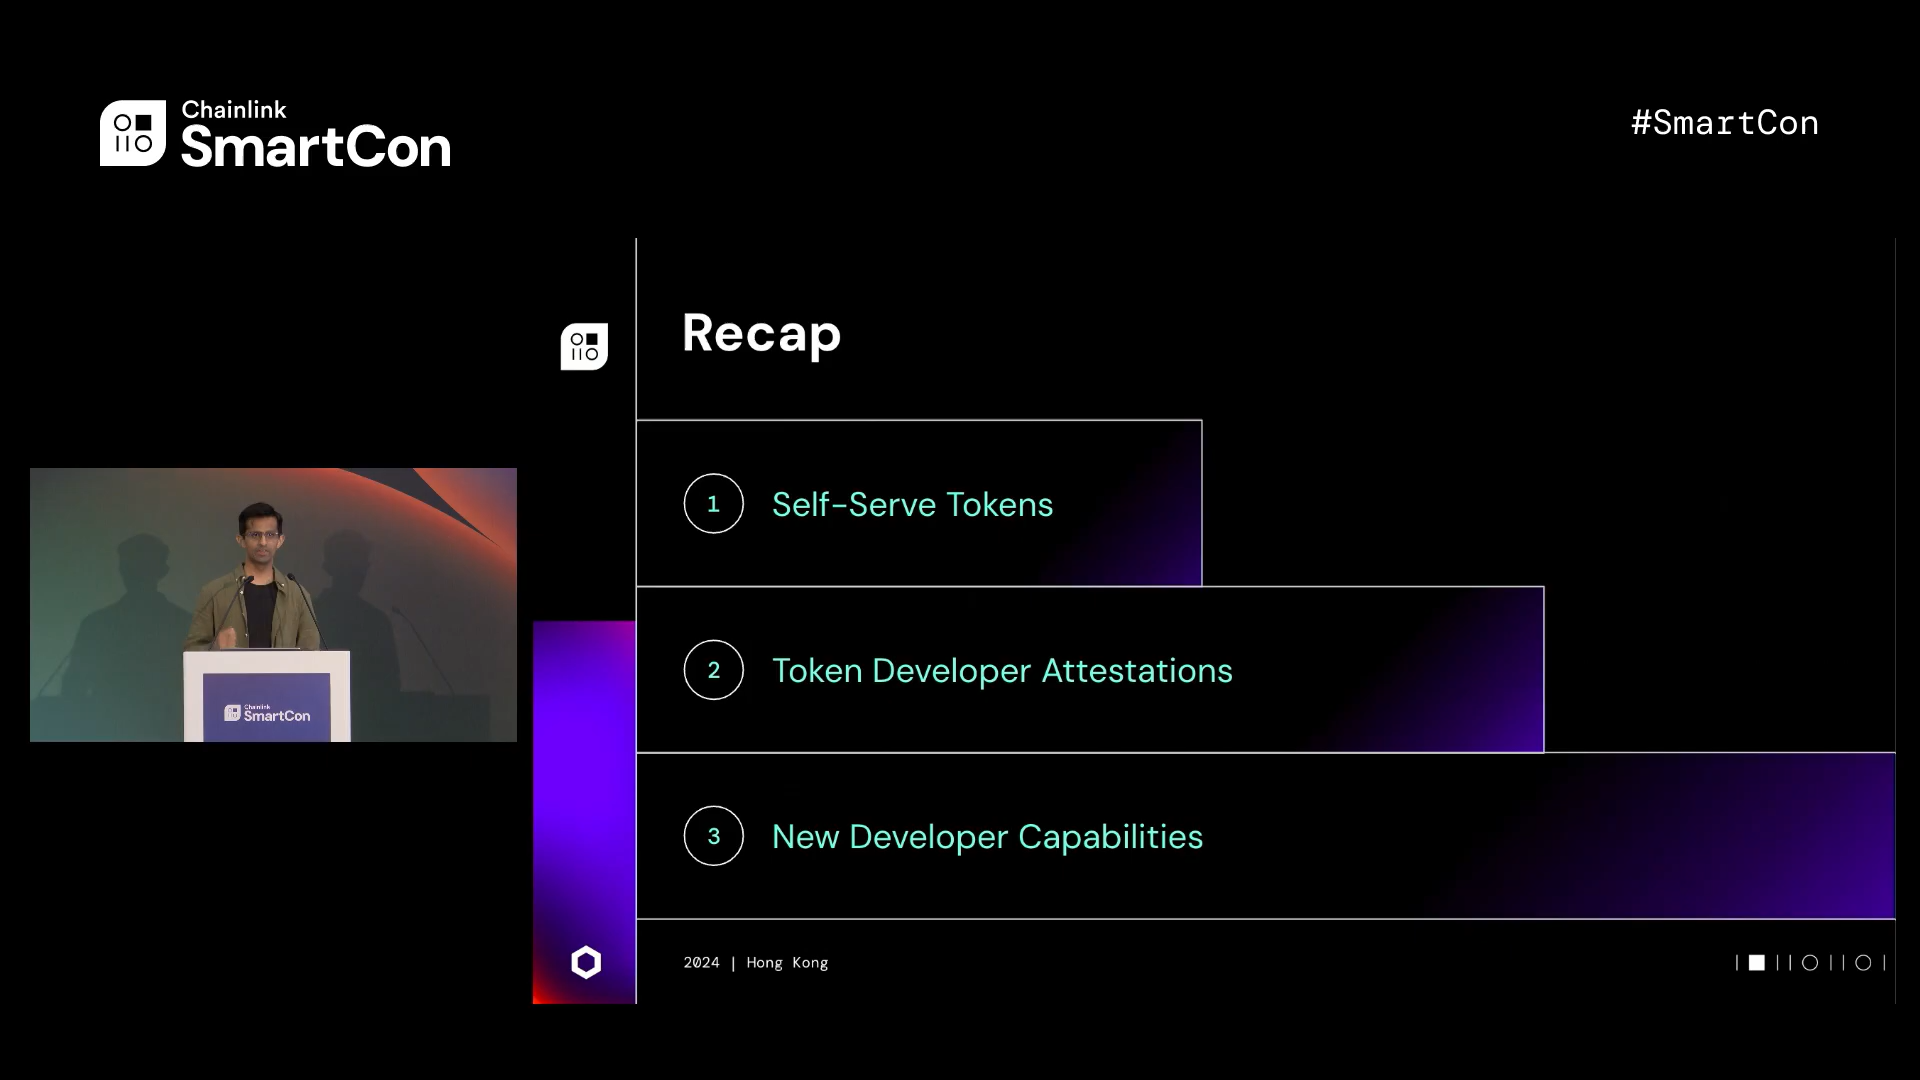 Chainlink
SmartCon
#SmartCon
Recap
1 Self-Serve Tokens
2 Token Developer Attestations
3 New Developer Capabilities
Chainlink
SmartCon
2024 | Hong Kong